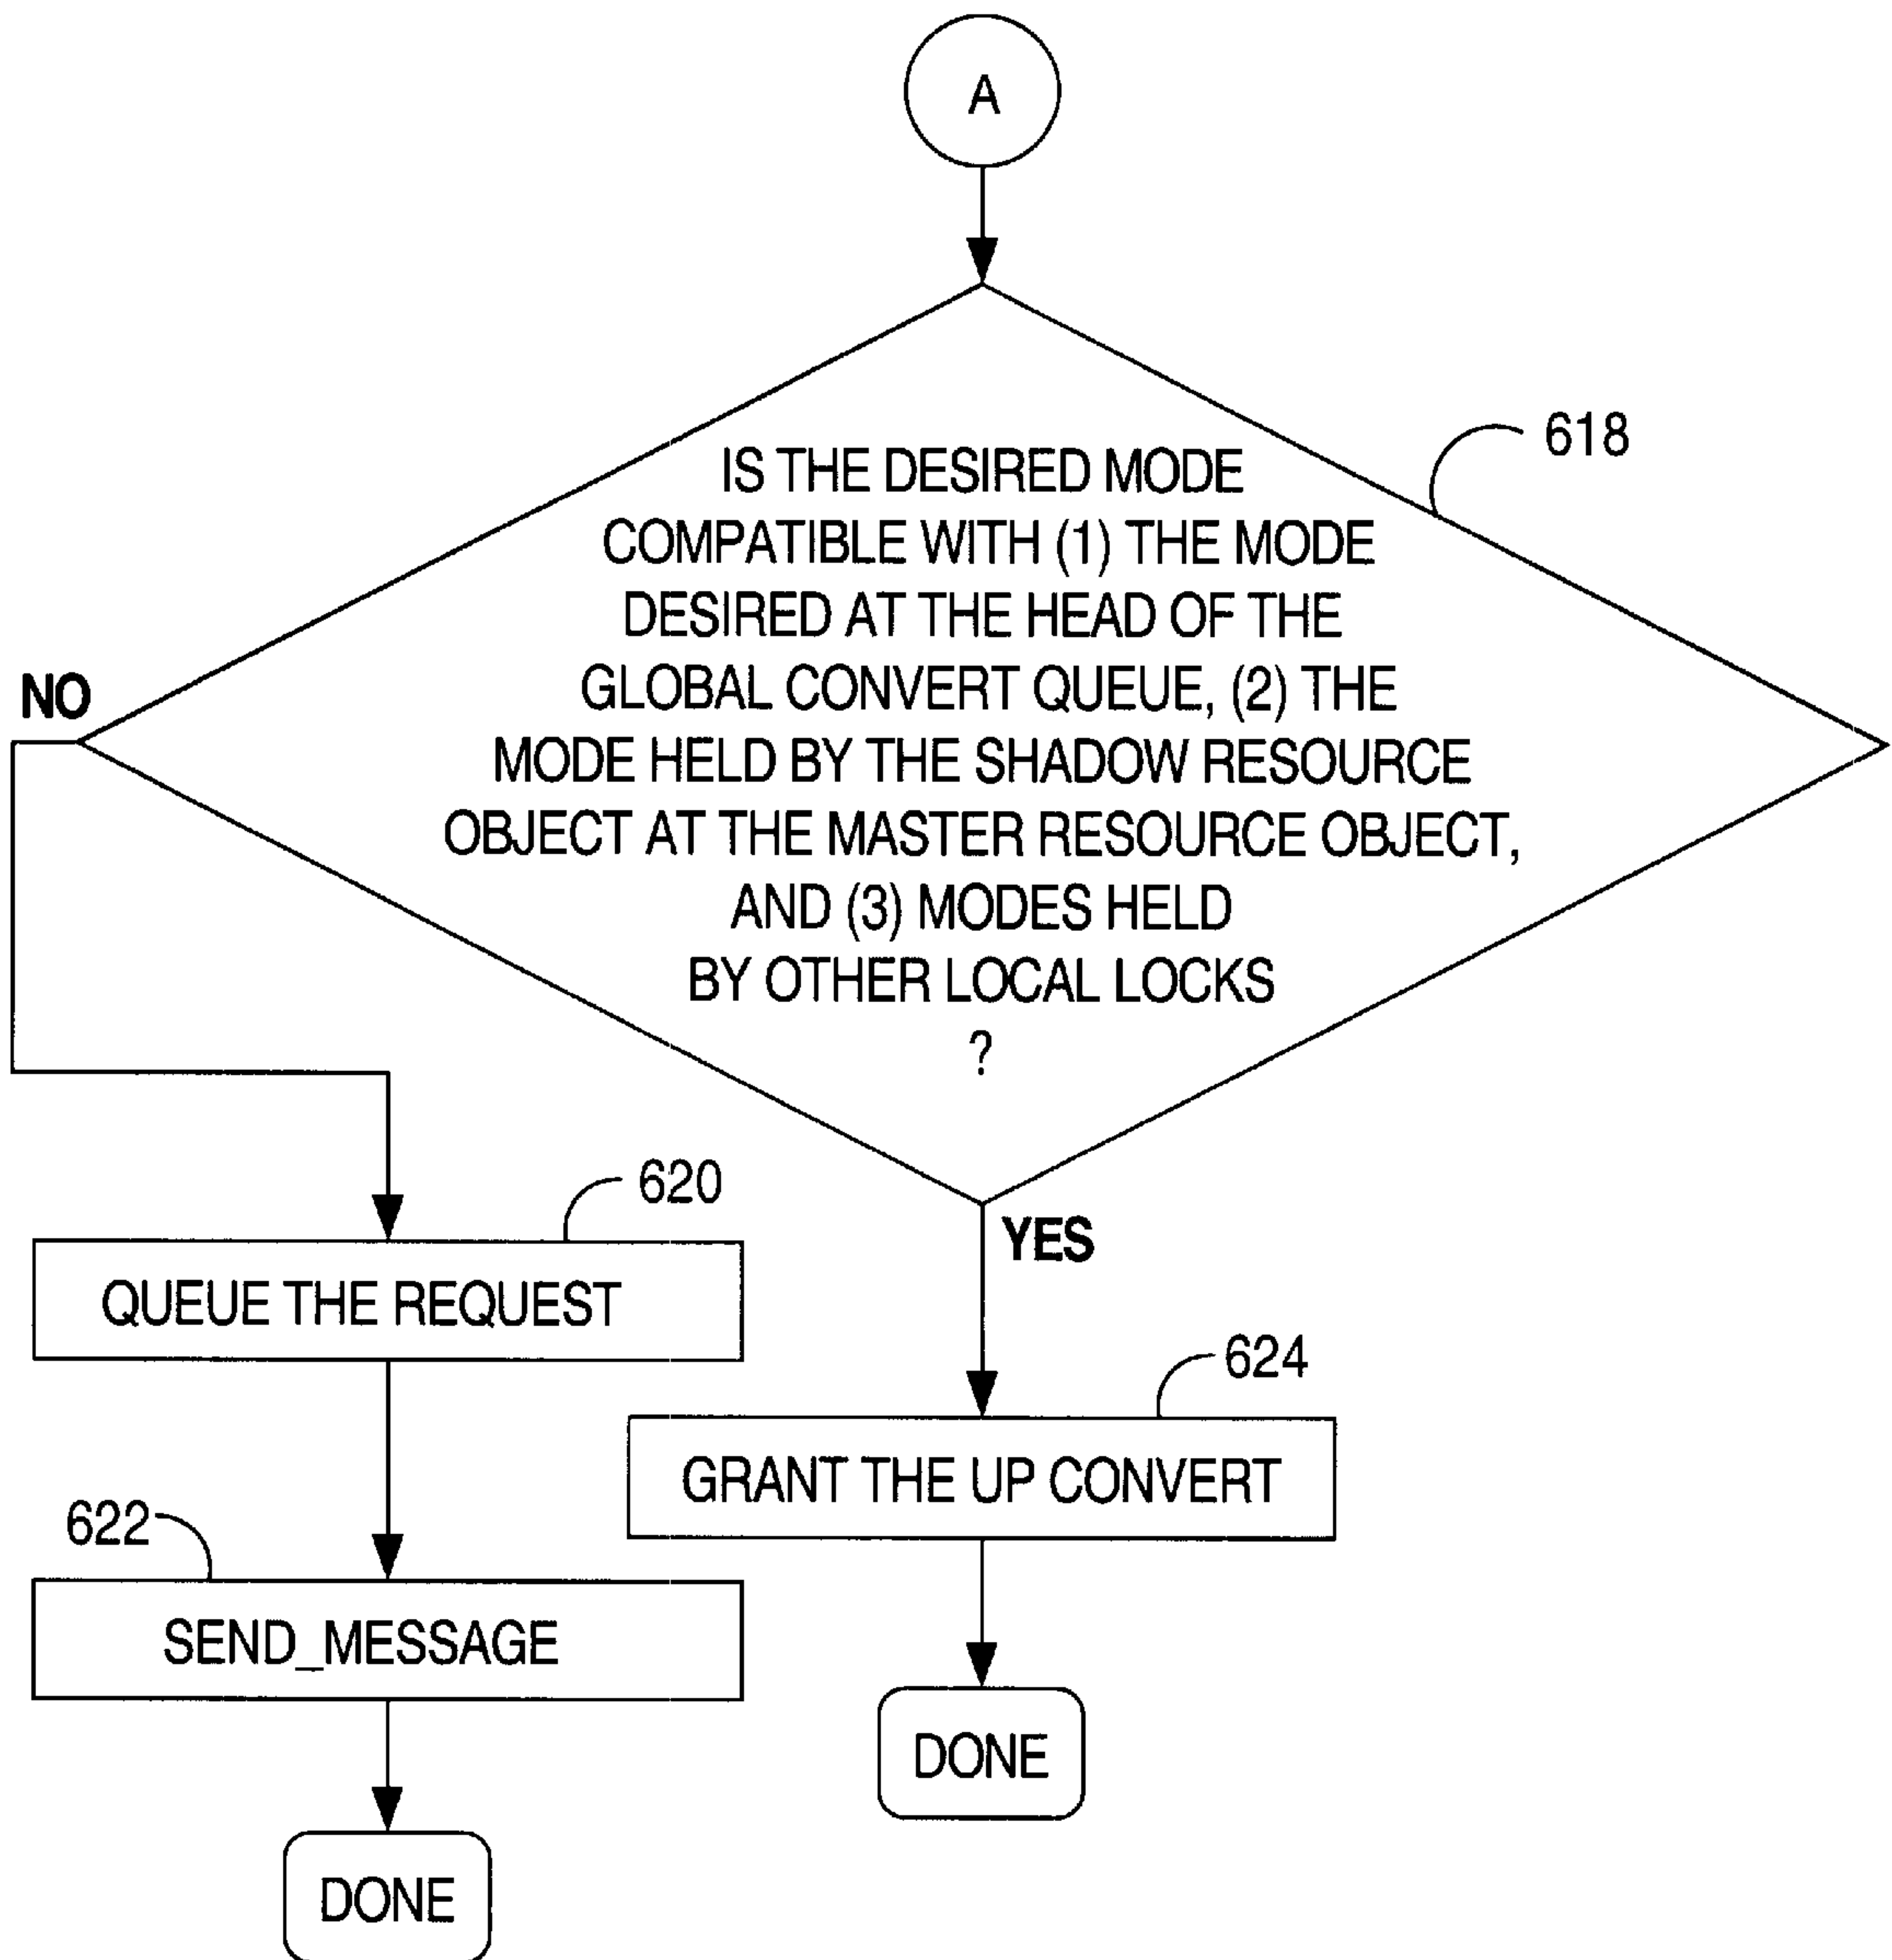 A
618
IS THE DESIRED MODE
COMPATIBLE WITH (1) THE MODE
DESIRED AT THE HEAD OF THE
GLOBAL CONVERT QUEUE, (2) THE
MODE HELD BY THE SHADOW RESOURCE
OBJECT AT THE MASTER RESOURCE OBJECT,
AND (3) MODES HELD
BY OTHER LOCAL LOCKS
?
NO
YES
620
QUEUE THE REQUEST
624
GRANT THE UP CONVERT
622
SEND_MESSAGE
DONE
DONE